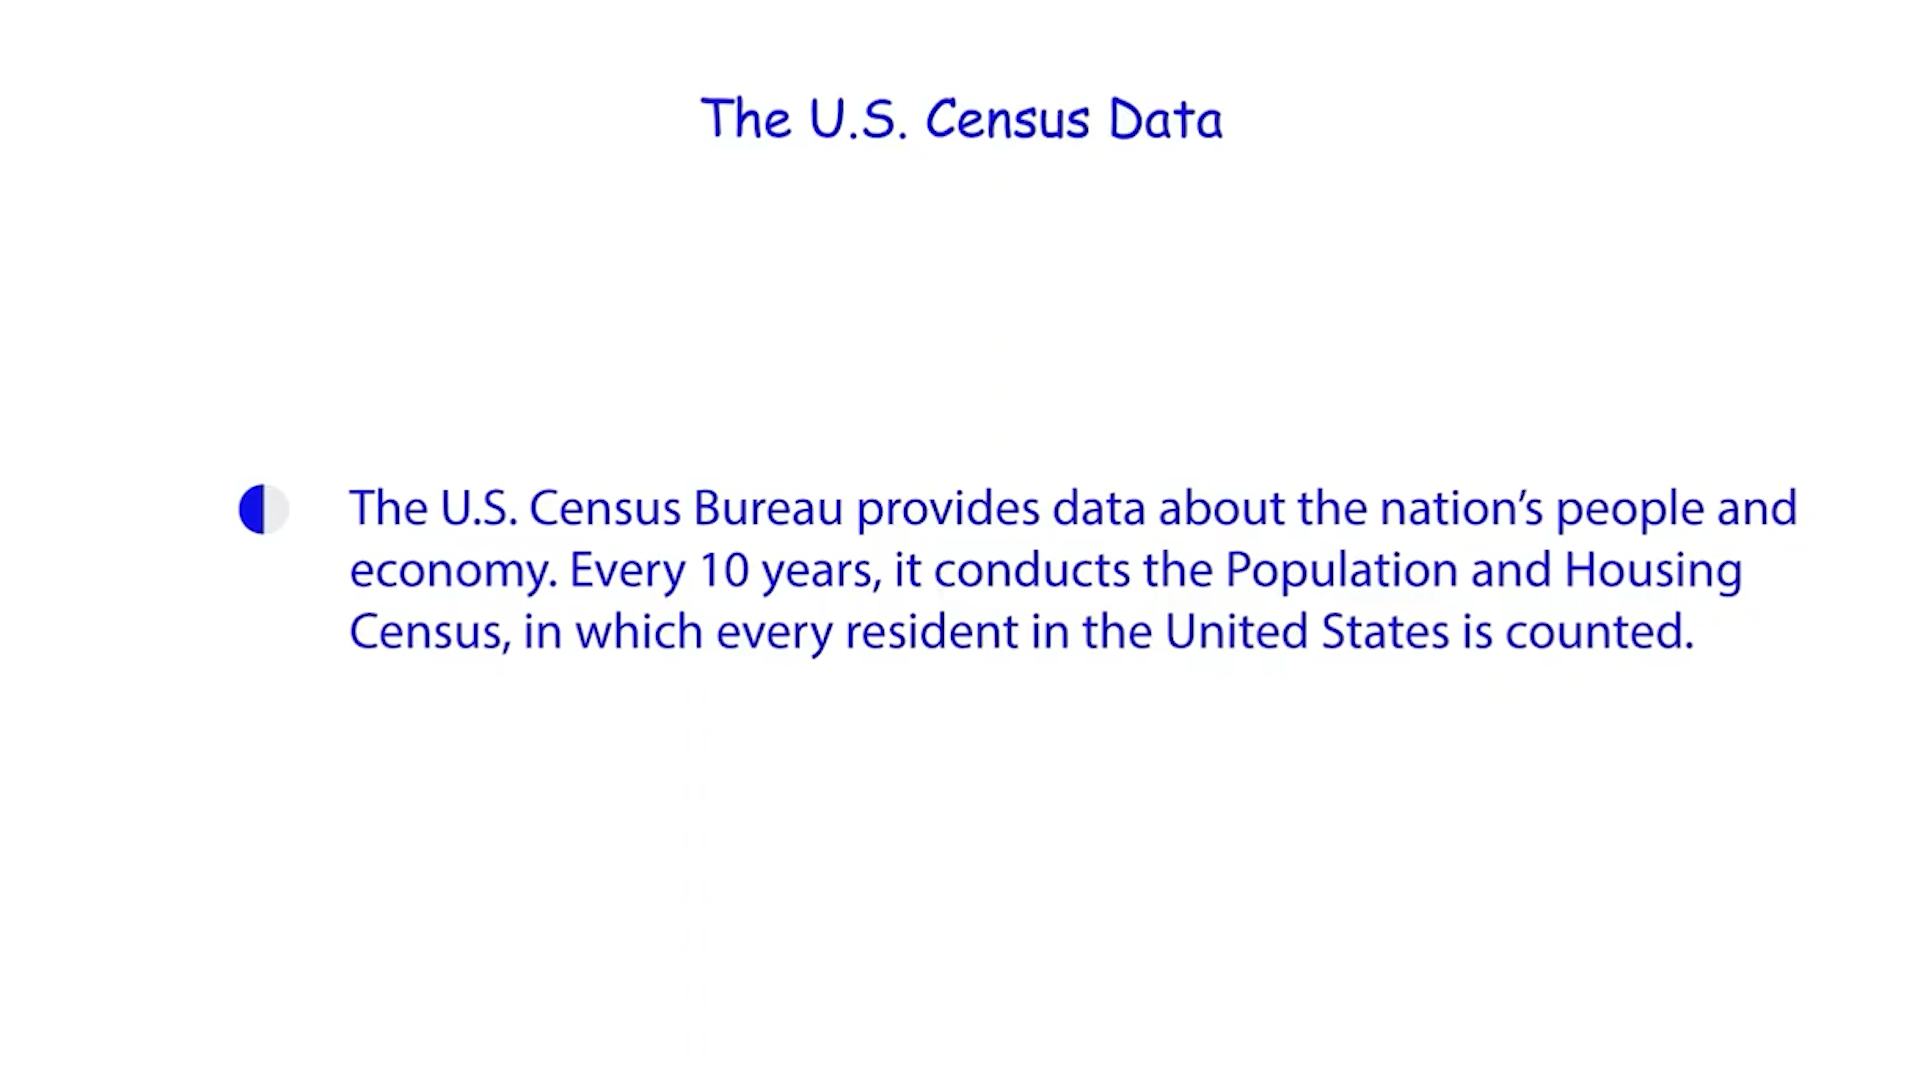 The U.S. Census Data
The U.S. Census Bureau provides data about the nation’s people and
economy. Every 10 years, it conducts the Population and Housing
Census, in which every resident in the United States is counted.